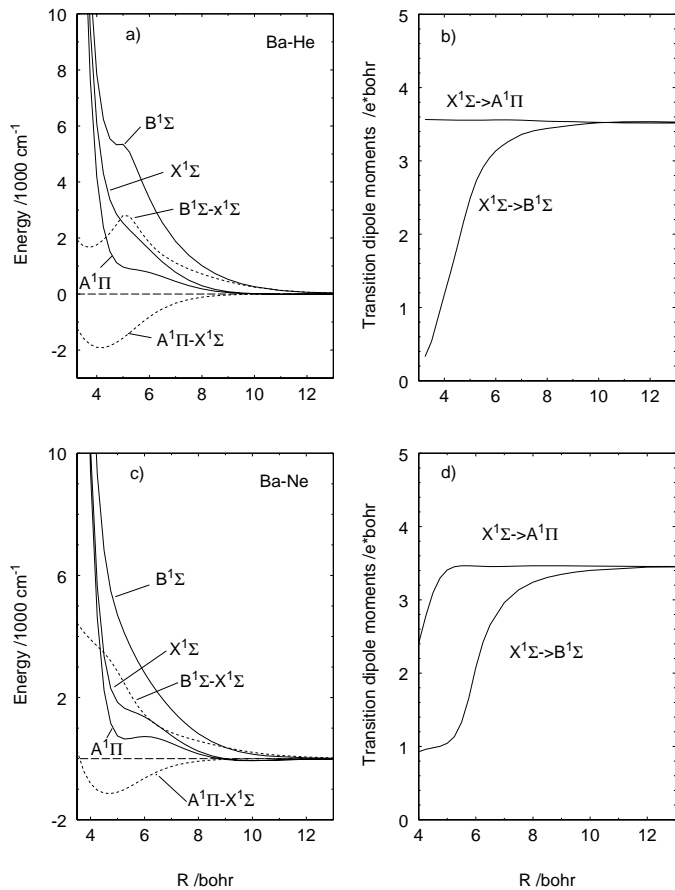 a)
Ba-He
Energy /1000 cm⁻¹
10
8
6
4
2
0
-2
4
6
8
10
12
B¹Σ
X¹Σ
B¹Σ-x¹Σ
A¹Π
A¹Π-X¹Σ
b)
Transition dipole moments /e*bohr
5
4
3
2
1
0
4
6
8
10
12
X¹Σ->A¹Π
X¹Σ->B¹Σ
c)
Ba-Ne
Energy /1000 cm⁻¹
10
6
2
0
-2
4
6
8
10
12
B¹Σ
X¹Σ
B¹Σ-X¹Σ
A¹Π
A¹Π-X¹Σ
R /bohr
d)
Transition dipole moments /e*bohr
5
4
3
2
1
0
4
6
8
10
12
X¹Σ->A¹Π
X¹Σ->B¹Σ
R /bohr